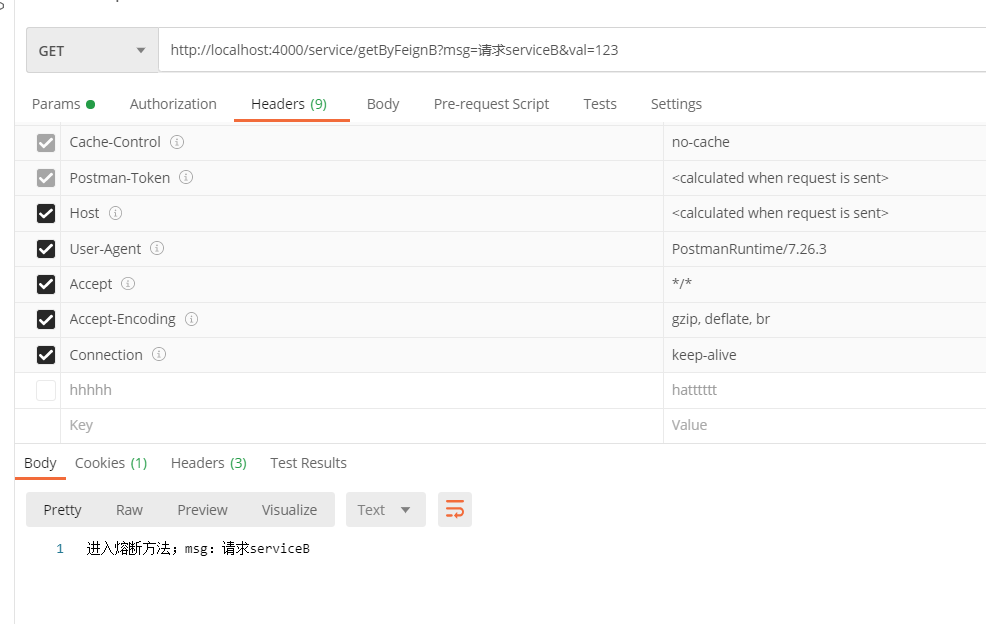 GET http://localhost:4000/service/getByFeignB?msg=请求serviceB&val=123
Params Authorization Headers (9) Body Pre-request Script Tests Settings
Cache-Control no-cache
Postman-Token <calculated when request is sent>
Host <calculated when request is sent>
User-Agent PostmanRuntime/7.26.3
Accept */*
Accept-Encoding gzip, deflate, br
Connection keep-alive
hhhhh hatttttt
Key Value
Body Cookies (1) Headers (3) Test Results
Pretty Raw Preview Visualize Text
1 进入熔断方法；msg：请求serviceB